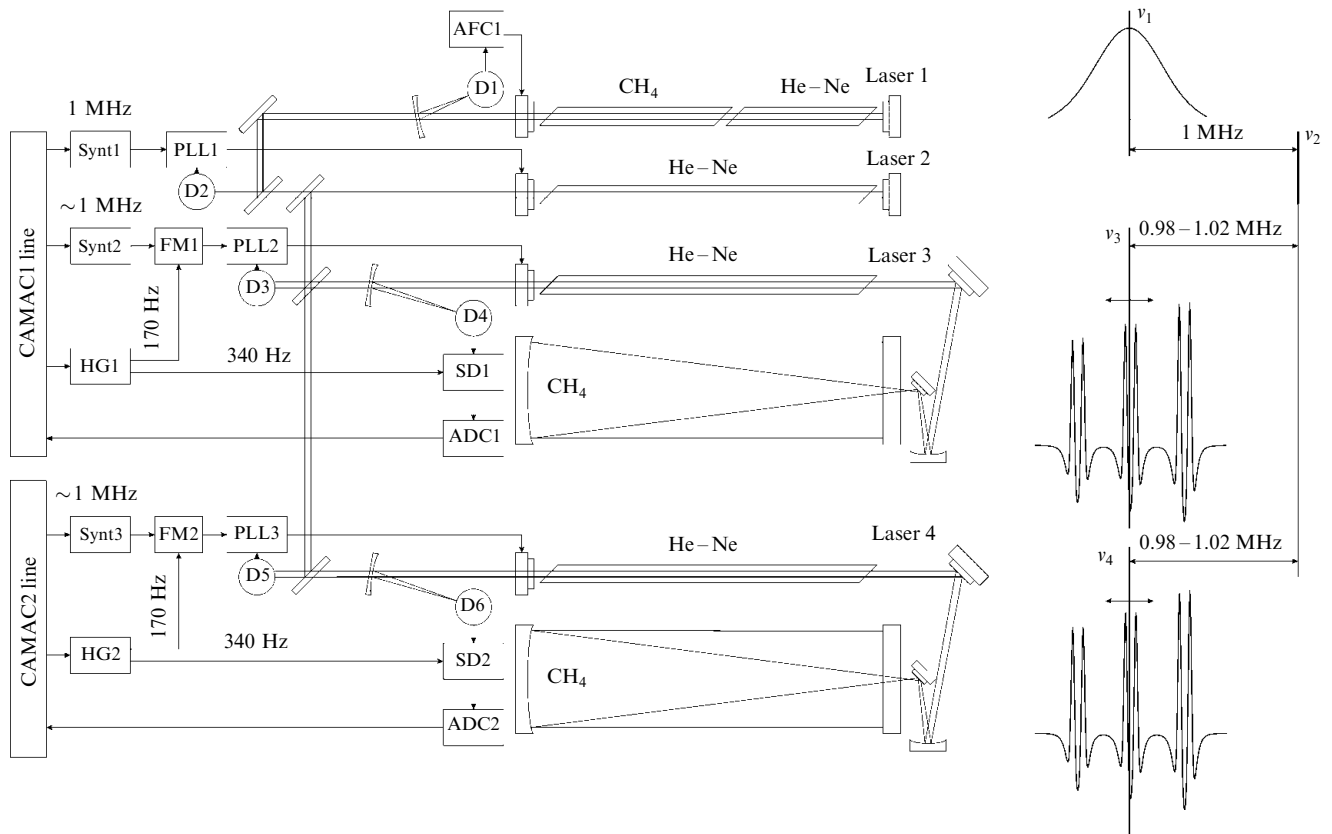 AFC1
D1
CH₄
He – Ne
Laser 1
ν₁
1 MHz
1 MHz
ν₂
Synt1
PLL1
D2
He – Ne
Laser 2
~1 MHz
Synt2
FM1
PLL2
D3
He – Ne
Laser 3
ν₃
0.98 – 1.02 MHz
CAMAC1 line
170 Hz
D4
HG1
340 Hz
SD1
CH₄
ADC1
~1 MHz
Synt3
FM2
PLL3
D5
He – Ne
Laser 4
ν₄
0.98 – 1.02 MHz
CAMAC2 line
170 Hz
D6
HG2
340 Hz
SD2
CH₄
ADC2